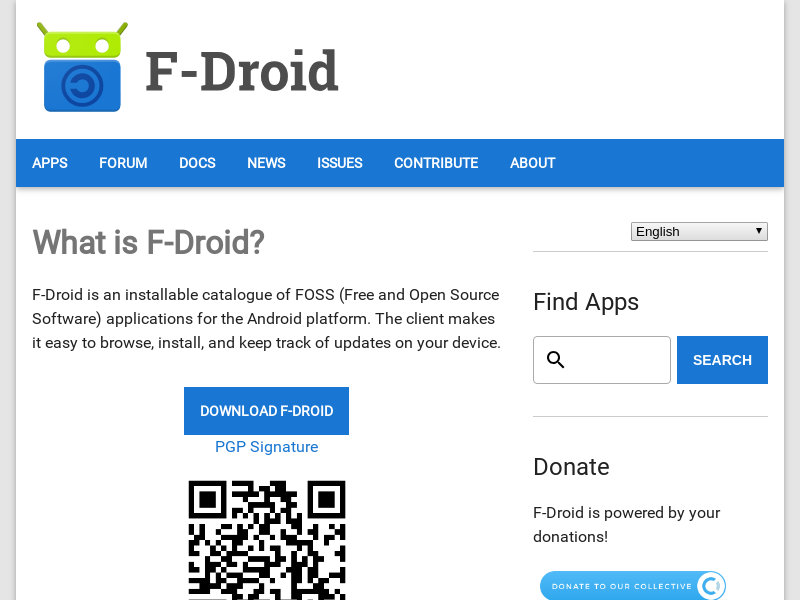 F-Droid
APPS FORUM DOCS NEWS ISSUES CONTRIBUTE ABOUT
What is F-Droid?
F-Droid is an installable catalogue of FOSS (Free and Open Source
Software) applications for the Android platform. The client makes
it easy to browse, install, and keep track of updates on your device.
DOWNLOAD F-DROID
PGP Signature
English
Find Apps
SEARCH
Donate
F-Droid is powered by your
donations!
DONATE TO OUR COLLECTIVE